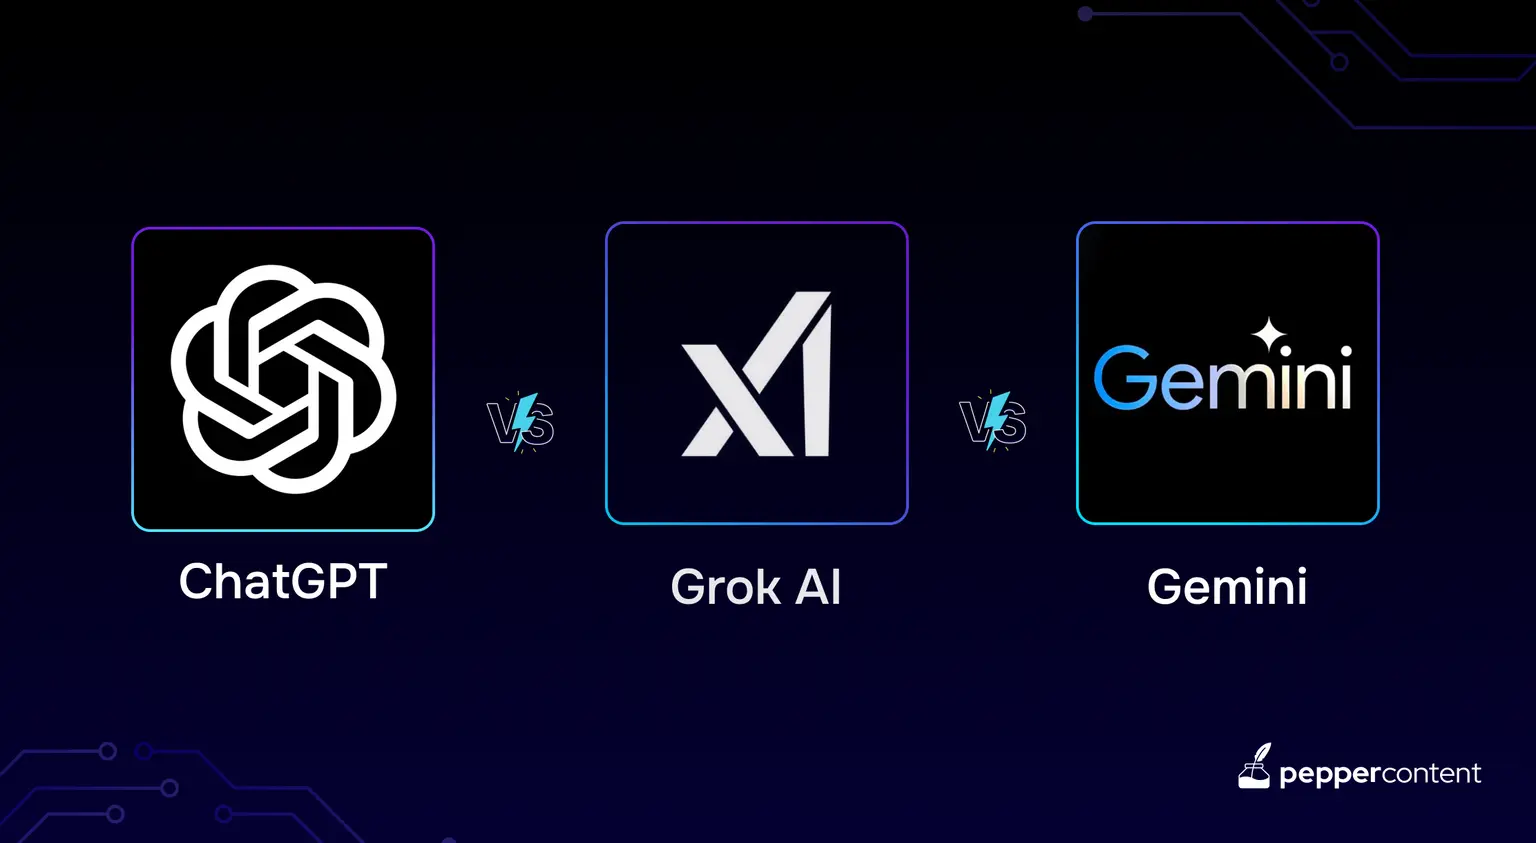 VS
VS
Gemini
ChatGPT
Grok AI
Gemini
peppercontent